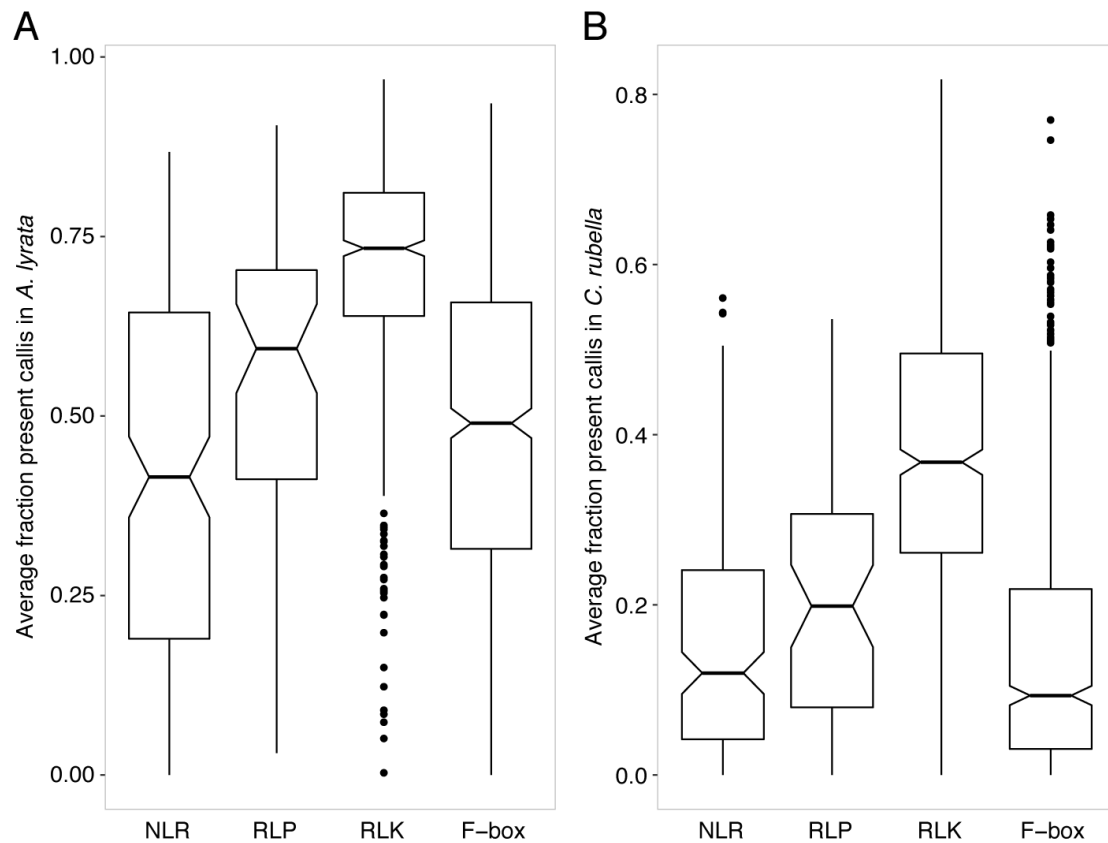 A
Average fraction present callis in A. lyrata
1.00
0.75
0.50
0.25
0.00
NLR RLP RLK F-box
B
Average fraction present callis in C. rubella
0.8
0.6
0.4
0.2
0.0
NLR RLP RLK F-box